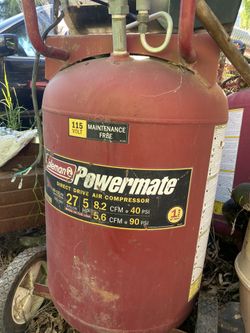 115
VOLT
MAINTENANCE
FREE
Coleman
Powermate
DIRECT DRIVE AIR COMPRESSOR
27 5 8.2 CFM @ 40 PSI
5.6 CFM @ 90 PSI